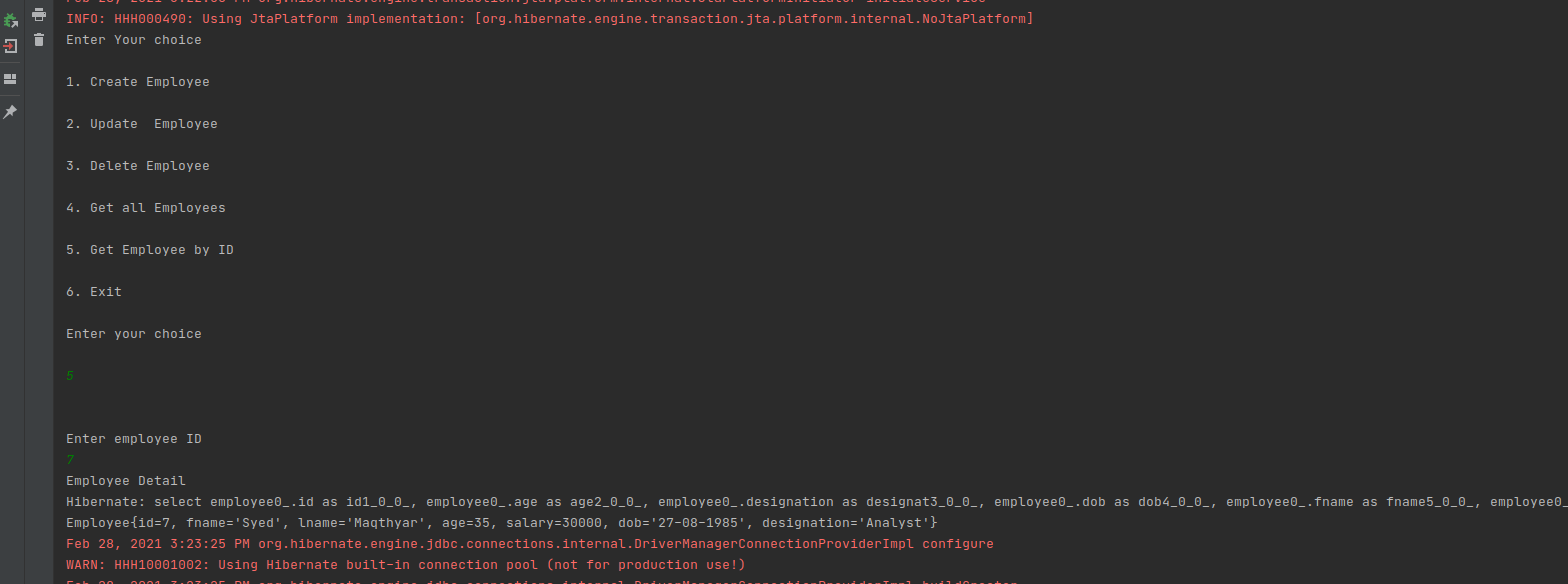 INFO: HHH000490: Using JtaPlatform implementation: [org.hibernate.engine.transaction.jta.platform.internal.NoJtaPlatform]
Enter Your choice
1. Create Employee
2. Update  Employee
3. Delete Employee
4. Get all Employees
5. Get Employee by ID
6. Exit
Enter your choice
5
Enter employee ID
7
Employee Detail
Hibernate: select employee0_.id as id1_0_0_, employee0_.age as age2_0_0_, employee0_.designation as designat3_0_0_, employee0_.dob as dob4_0_0_, employee0_.fname as fname5_0_0_, employee0_
Employee{id=7, fname='Syed', lname='Maqthyar', age=35, salary=30000, dob='27-08-1985', designation='Analyst'}
Feb 28, 2021 3:23:25 PM org.hibernate.engine.jdbc.connections.internal.DriverManagerConnectionProviderImpl configure
WARN: HHH10001002: Using Hibernate built-in connection pool (not for production use!)